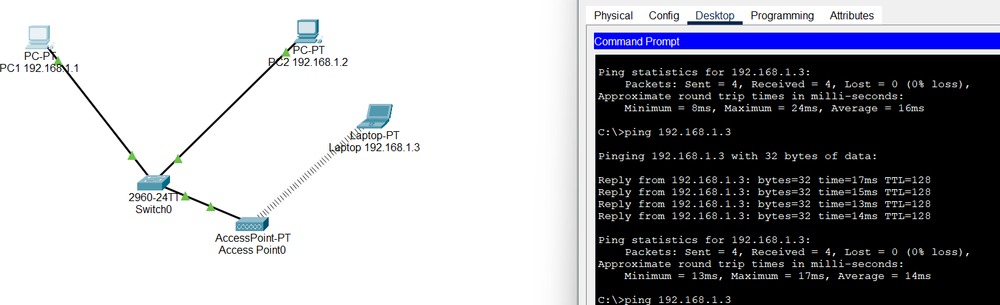 PC-PT
PC1 192.168.1.1
PC-PT
PC2 192.168.1.2
Laptop-PT
Laptop 192.168.1.3
2960-24TT
Switch0
AccessPoint-PT
Access Point0
Physical Config Desktop Programming Attributes
Command Prompt
Ping statistics for 192.168.1.3:
Packets: Sent = 4, Received = 4, Lost = 0 (0% loss),
Approximate round trip times in milli-seconds:
Minimum = 8ms, Maximum = 24ms, Average = 16ms
C:\>ping 192.168.1.3
Pinging 192.168.1.3 with 32 bytes of data:
Reply from 192.168.1.3: bytes=32 time=17ms TTL=128
Reply from 192.168.1.3: bytes=32 time=15ms TTL=128
Reply from 192.168.1.3: bytes=32 time=13ms TTL=128
Reply from 192.168.1.3: bytes=32 time=14ms TTL=128
Ping statistics for 192.168.1.3:
Packets: Sent = 4, Received = 4, Lost = 0 (0% loss),
Approximate round trip times in milli-seconds:
Minimum = 13ms, Maximum = 17ms, Average = 14ms
C:\>ping 192.168.1.3